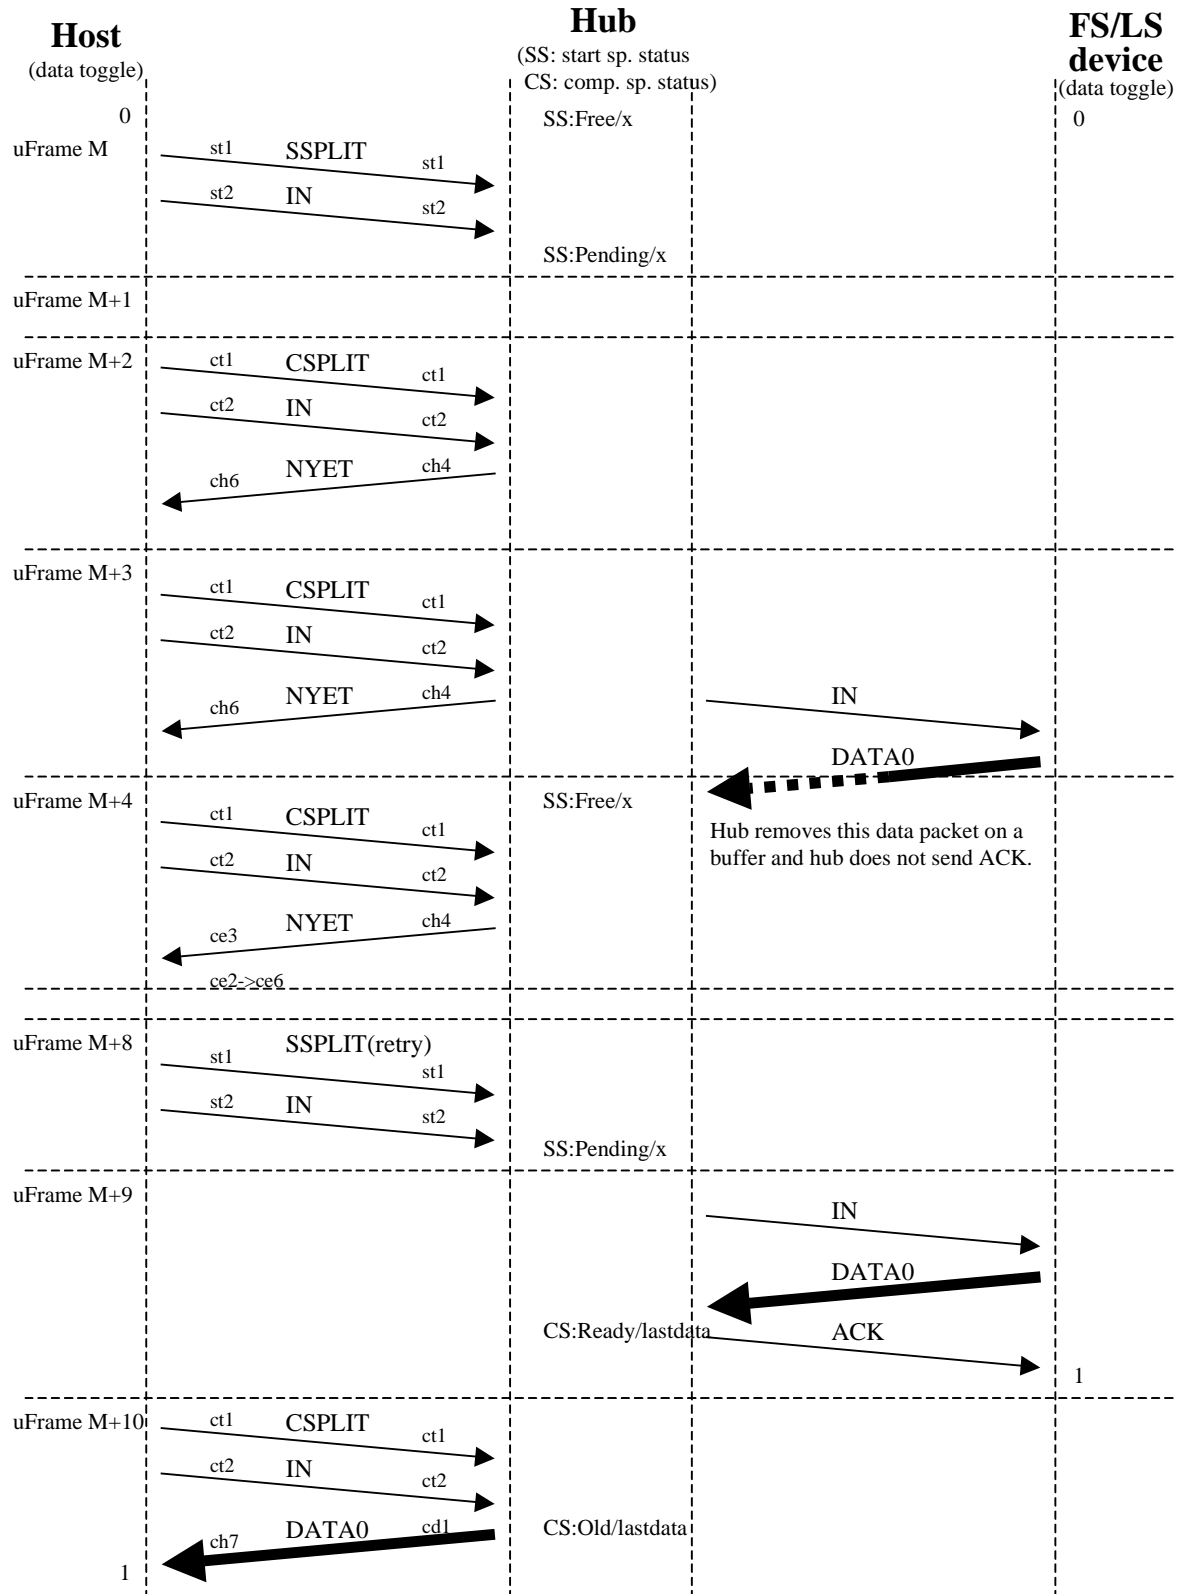 Host
(data toggle)
Hub
(SS: start sp. status
CS: comp. sp. status)
FS/LS
device
(data toggle)
0
SS:Free/x
0
uFrame M
st1 SSPLIT st1
st2 IN st2
SS:Pending/x
uFrame M+1
uFrame M+2
ct1 CSPLIT ct1
ct2 IN ct2
ch6 NYET ch4
uFrame M+3
ct1 CSPLIT ct1
ct2 IN ct2
ch6 NYET ch4
IN
DATA0
uFrame M+4
SS:Free/x
ct1 CSPLIT ct1
Hub removes this data packet on a
buffer and hub does not send ACK.
ct2 IN ct2
ce3 NYET ch4
ce2->ce6
uFrame M+8
st1 SSPLIT(retry) st1
st2 IN st2
SS:Pending/x
uFrame M+9
IN
DATA0
CS:Ready/lastdata
ACK
1
uFrame M+10
ct1 CSPLIT ct1
ct2 IN ct2
ch7 DATA0 cd1
CS:Old/lastdata
1